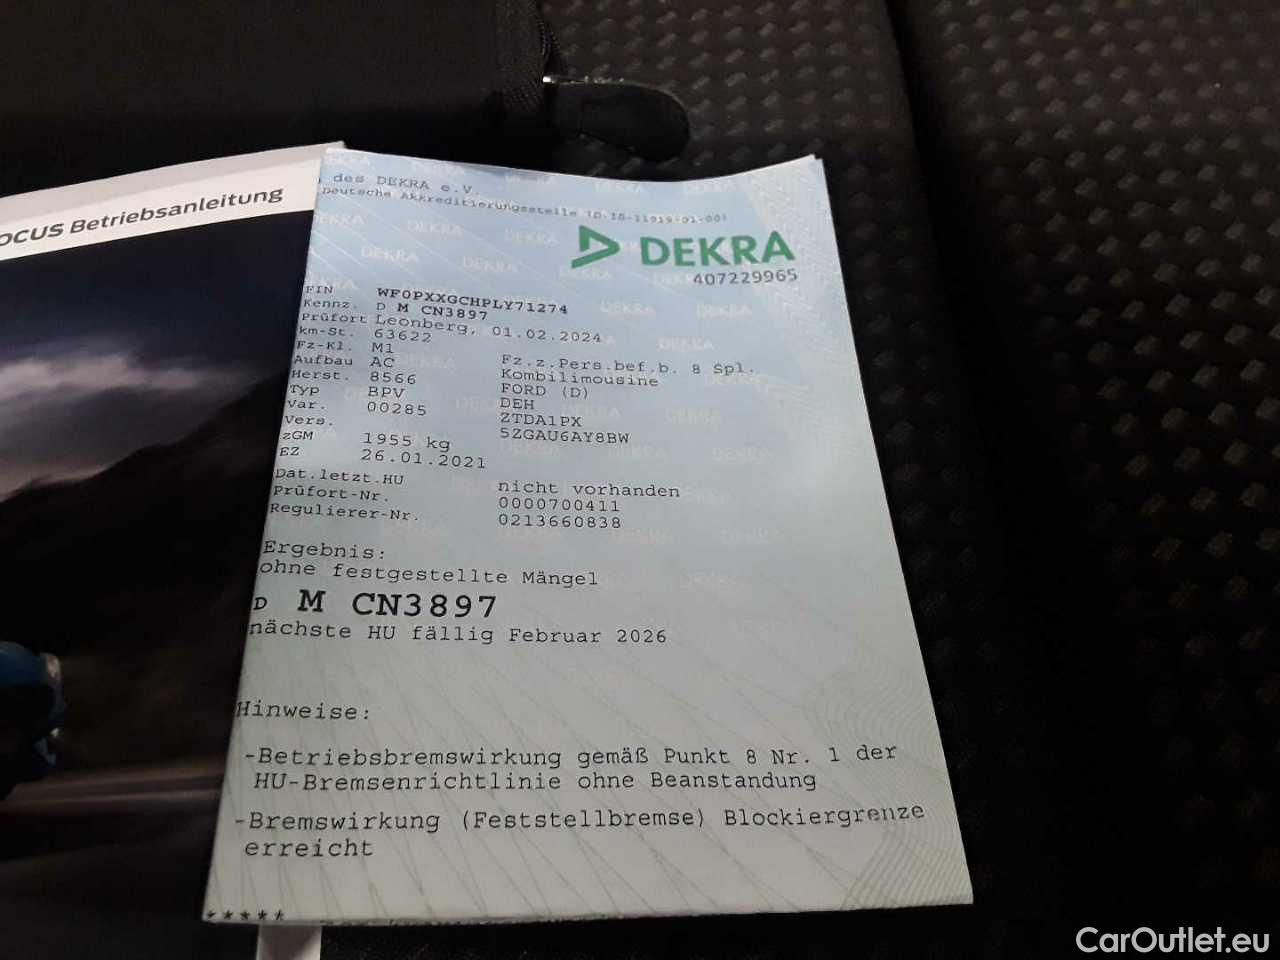 OCUS Betriebsanleitung
des DEKRA e.V.
Deutsche Akkreditierungsstelle (D-IS-11019-01-00)
DEKRA
407229965
FIN WF0PXXGCHPLY71274
Kennz. D M CN3897
Prüfort Leonberg, 01.02.2024
km-St. 63622
Fz-Kl. M1 Fz.z.Pers.bef.b. 8 Spl.
Aufbau AC Kombilimousine
Herst. 8566 FORD (D)
Typ BPV DEH
Var. 00285 ZTDA1PX
Vers. 5ZGAU6AY8BW
zGM 1955 kg
EZ 26.01.2021
Dat.letzt.HU nicht vorhanden
Prüfort-Nr. 0000700411
Regulierer-Nr. 0213660838
Ergebnis:
ohne festgestellte Mängel
D M CN3897
nächste HU fällig Februar 2026
Hinweise:
-Betriebsbremswirkung gemäß Punkt 8 Nr. 1 der
HU-Bremsenrichtlinie ohne Beanstandung
-Bremswirkung (Feststellbremse) Blockiergrenze
erreicht
*****
CarOutlet.eu